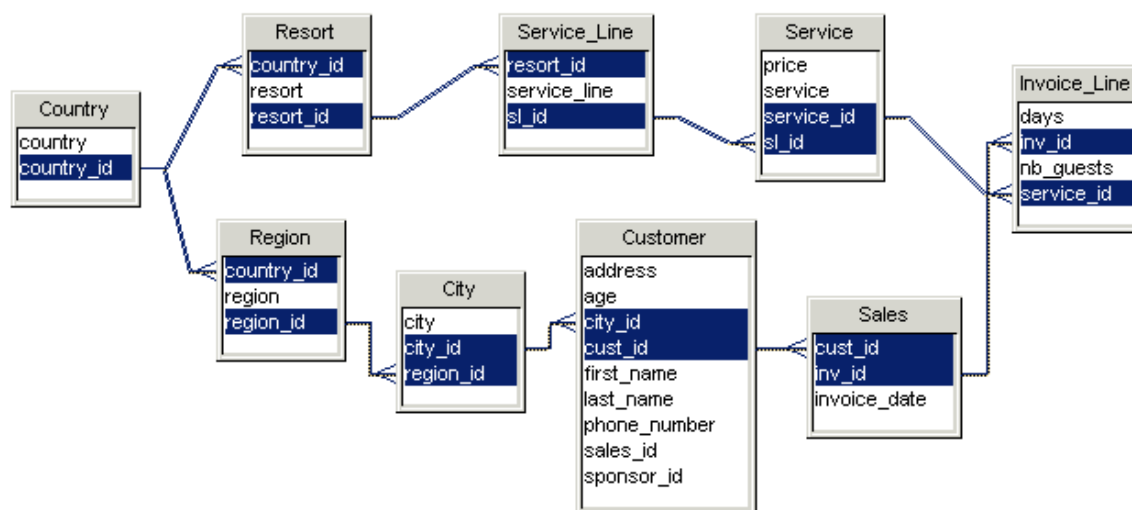 Country
country
country_id
Resort
country_id
resort
resort_id
Service_Line
resort_id
service_line
sl_id
Service
price
service
service_id
sl_id
Invoice_Line
days
inv_id
nb_guests
service_id
Region
country_id
region
region_id
City
city
city_id
region_id
Customer
address
age
city_id
cust_id
first_name
last_name
phone_number
sales_id
sponsor_id
Sales
cust_id
inv_id
invoice_date